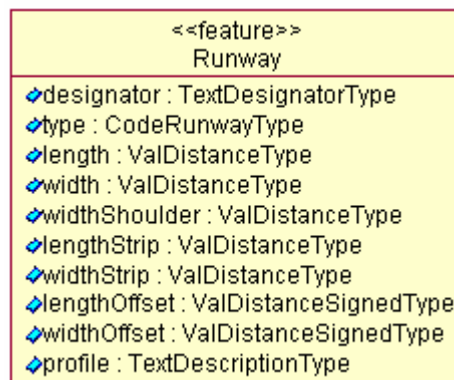 <<feature>>
Runway
designator : TextDesignatorType
type : CodeRunwayType
length : ValDistanceType
width : ValDistanceType
widthShoulder : ValDistanceType
lengthStrip : ValDistanceType
widthStrip : ValDistanceType
lengthOffset : ValDistanceSignedType
widthOffset : ValDistanceSignedType
profile : TextDescriptionType